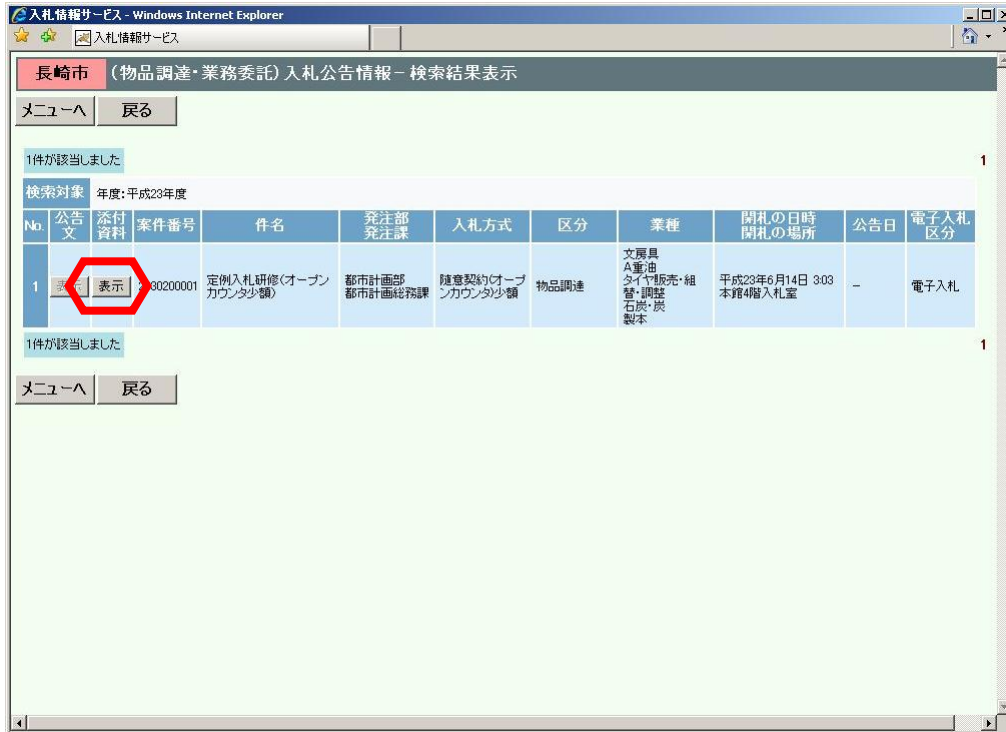 入札情報サービス - Windows Internet Explorer
入札情報サービス
長崎市 (物品調達・業務委託)入札公告情報-検索結果表示
メニューへ 戻る
1件が該当しました 1
検索対象 年度:平成23年度
No. 公告文 添付資料 案件番号 件名 発注部 発注課 入札方式 区分 業種 開札の日時 開札の場所 公告日 電子入札区分
1 表示 30200001 定例入札研修(オープンカウンタ少額) 都市計画部 都市計画総務課 随意契約(オープンカウンタ)少額 物品調達 文房具 A重油 タイヤ販売・組替・調整 石炭・炭 製本 平成23年6月14日 3:03 本館4階入札室 - 電子入札
1件が該当しました 1
メニューへ 戻る